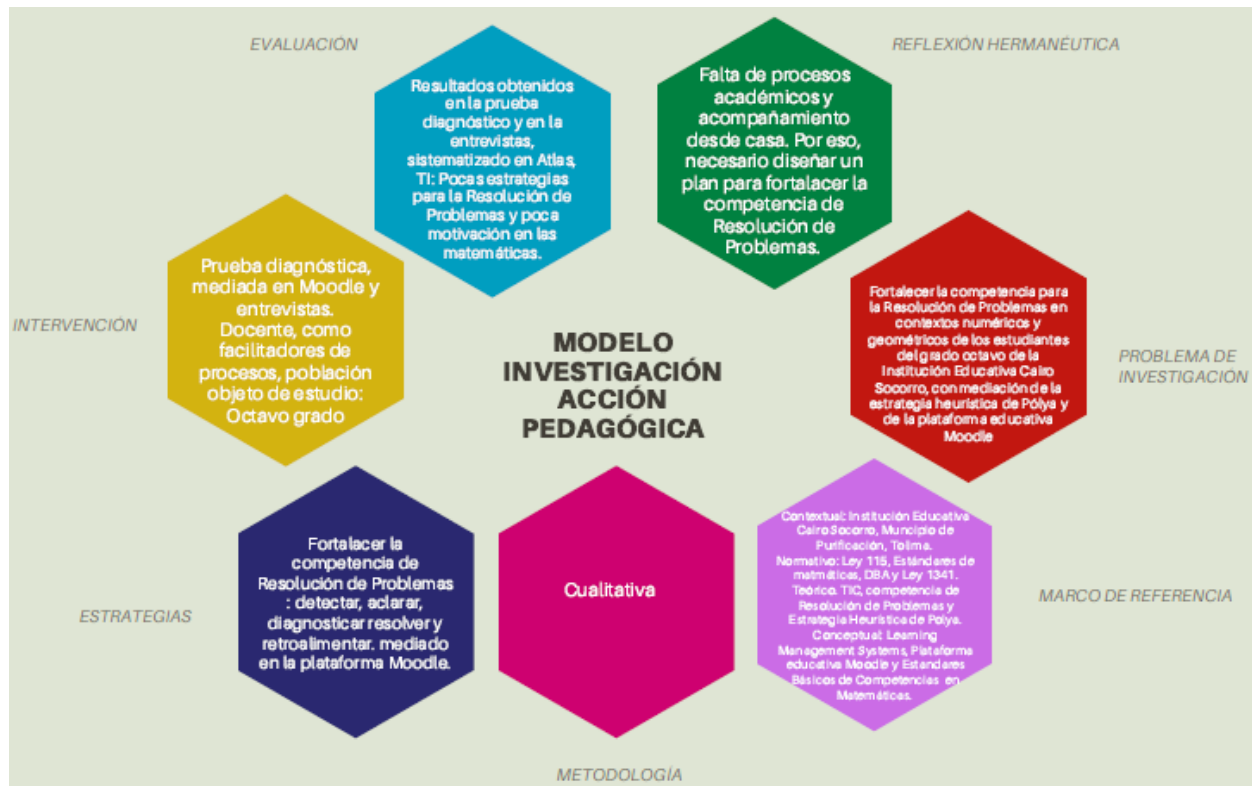 EVALUACIÓN
REFLEXIÓN HERMANÉUTICA
Resultados obtenidos
en la prueba
diagnóstico y en la
entrevistas,
sistematizado en Atlas,
TI: Pocas estrategias
para la Resolución de
Problemas y poca
motivación en las
matemáticas.
Falta de procesos
académicos y
acompañamiento
desde casa. Por eso,
necesario diseñar un
plan para fortalacer la
competencia de
Resolución de
Problemas.
INTERVENCIÓN
Prueba diagnóstica,
mediada en Moodle y
entrevistas.
Docente, como
facilitadores de
procesos, población
objeto de estudio:
Octavo grado
MODELO
INVESTIGACIÓN
ACCIÓN
PEDAGÓGICA
Fortalecer la competencia para
la Resolución de Problemas en
contextos numéricos y
geométricos de los estudiantes
del grado octavo de la
Institución Educativa Cairo
Socorro, con mediación de la
estrategia heurística de Pólya y
de la plataforma educativa
Moodle
PROBLEMA DE
INVESTIGACIÓN
ESTRATEGIAS
Fortalacer la
competencia de
Resolución de Problemas
: detectar, aclarar,
diagnosticar resolver y
retroalimentar. mediado
en la plataforma Moodle.
Cualitativa
Contextual: Institución Educativa
Cairo Socorro, Muncipio de
Purificación, Tolima.
Normativo: Ley 115, Estándares de
matmáticas, DBA y Ley 1341.
Teórico. TIC, competencia de
Resolución de Problemas y
Estrategia Heurística de Polya.
Conceptual: Learning
Management Systems, Plataforma
educativa Moodle y Estandares
Básicos de Competencias en
Matemáticas.
MARCO DE REFERENCIA
METODOLOGÍA